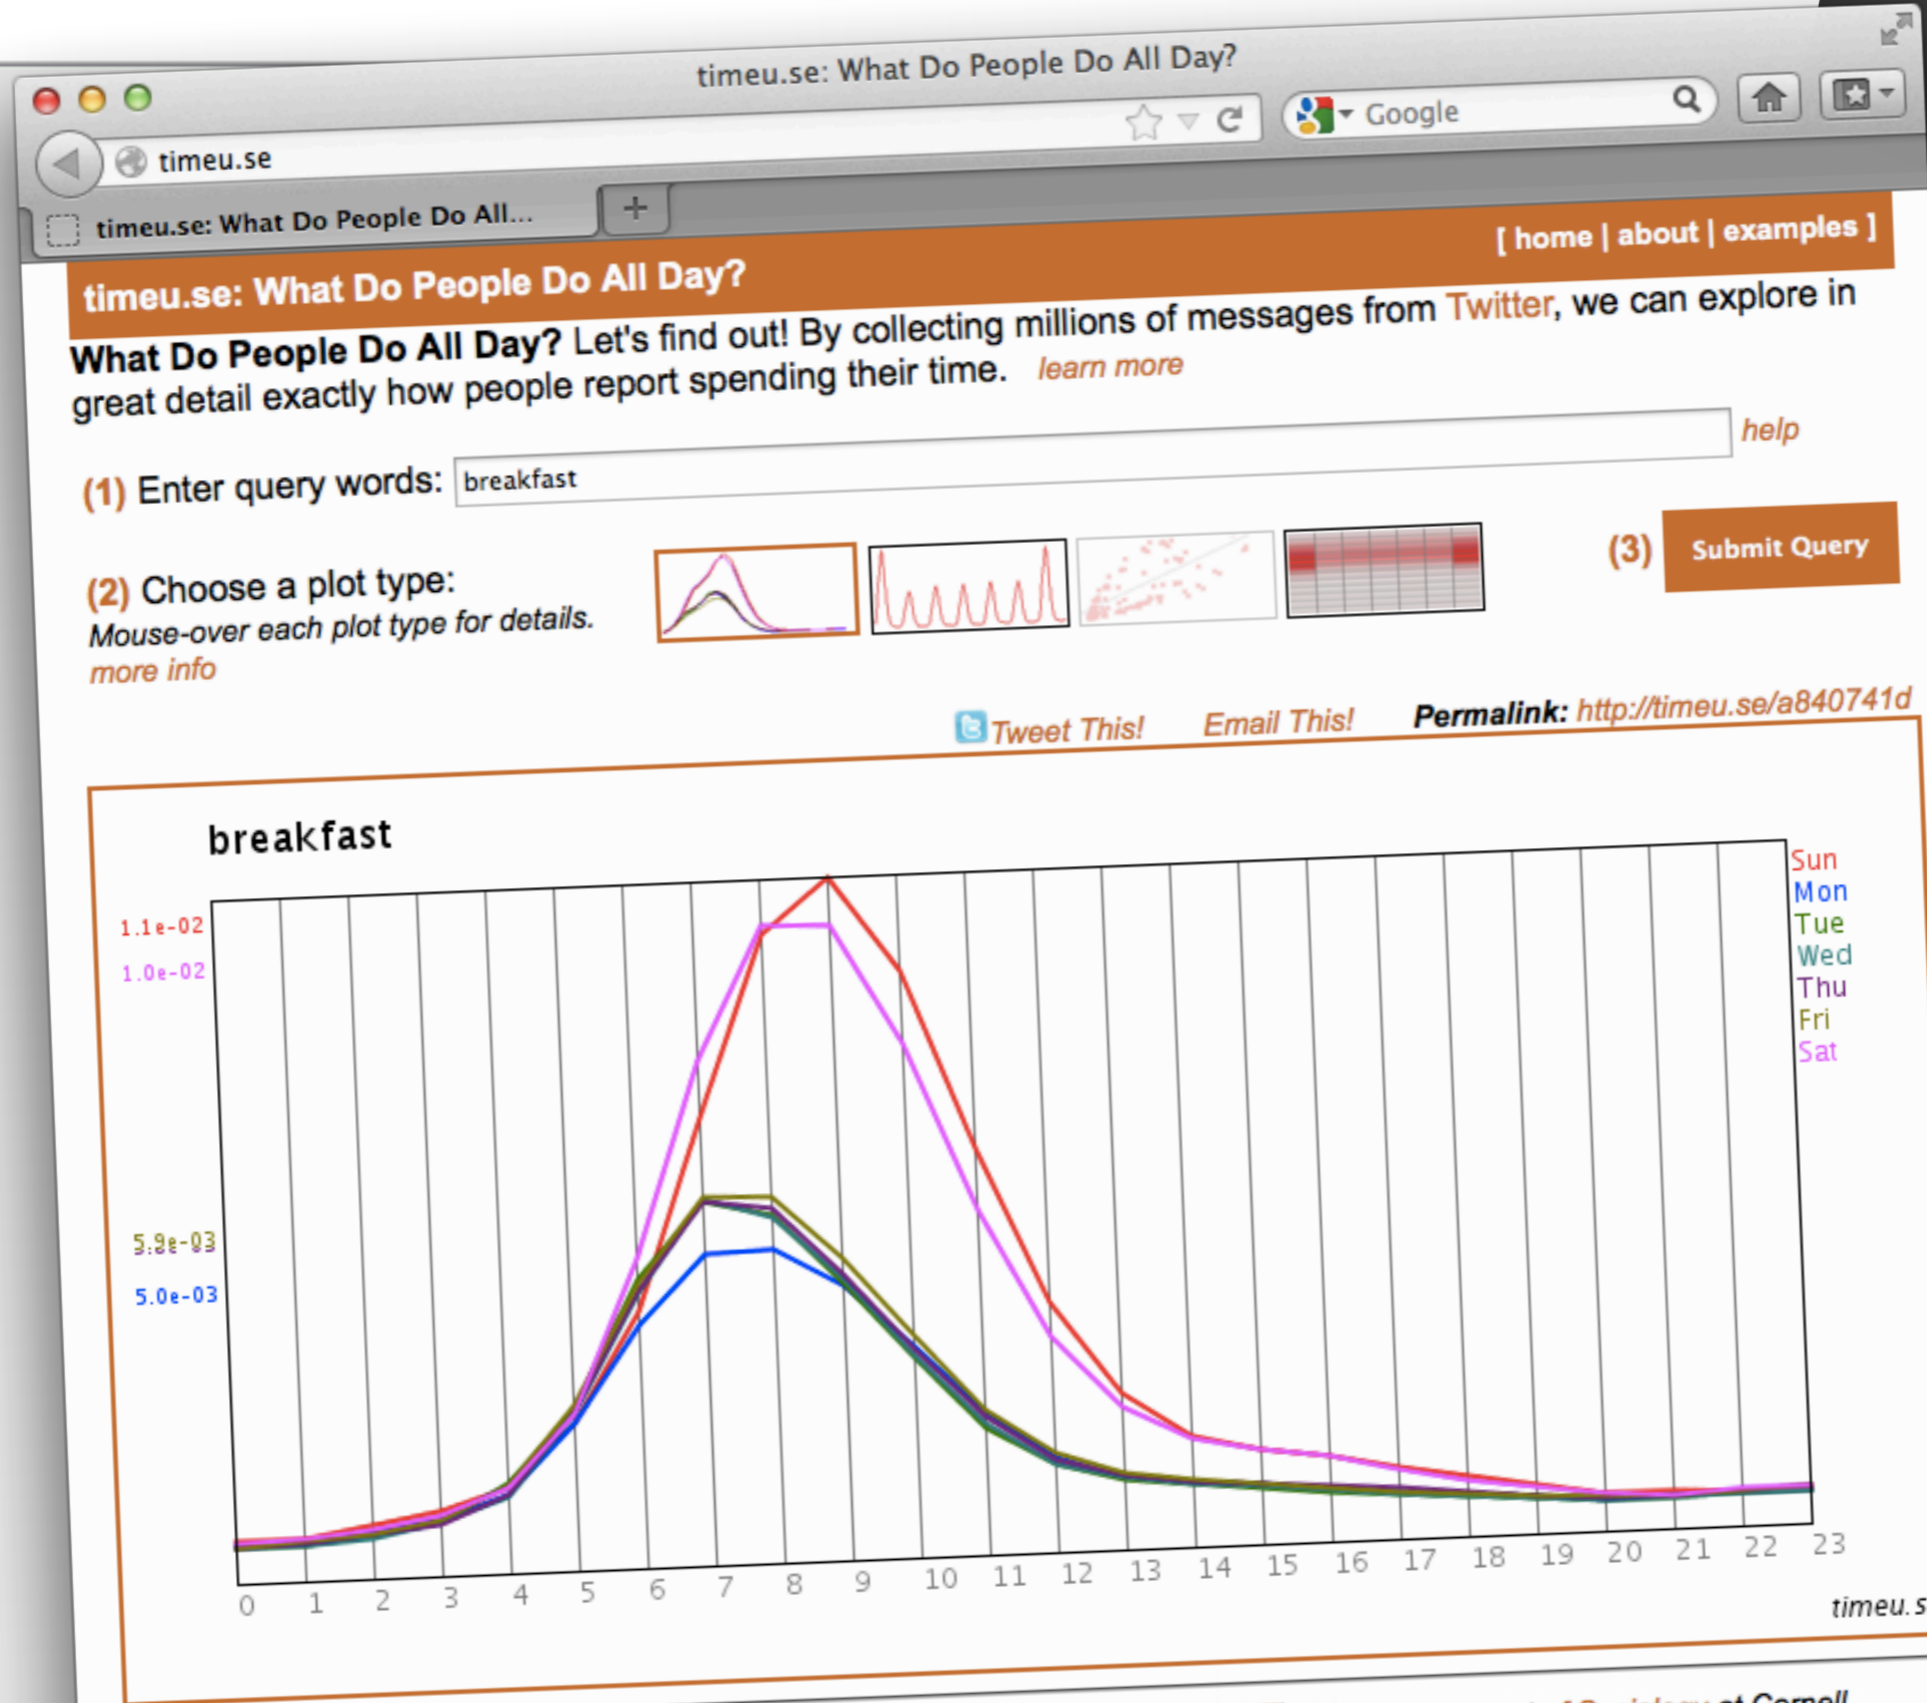 timeu.se: What Do People Do All Day?
timeu.se
Google
timeu.se: What Do People Do All...
+
timeu.se: What Do People Do All Day?
[ home | about | examples ]
What Do People Do All Day? Let's find out! By collecting millions of messages from Twitter, we can explore in
great detail exactly how people report spending their time. learn more
(1) Enter query words: breakfast help
(2) Choose a plot type:
Mouse-over each plot type for details.
more info
(3) Submit Query
Tweet This! Email This! Permalink: http://timeu.se/a840741d
breakfast
1.1e-02
1.0e-02
5.9e-03
5.0e-03
Sun
Mon
Tue
Wed
Thu
Fri
Sat
0 1 2 3 4 5 6 7 8 9 10 11 12 13 14 15 16 17 18 19 20 21 22 23
timeu.s
at Cornell